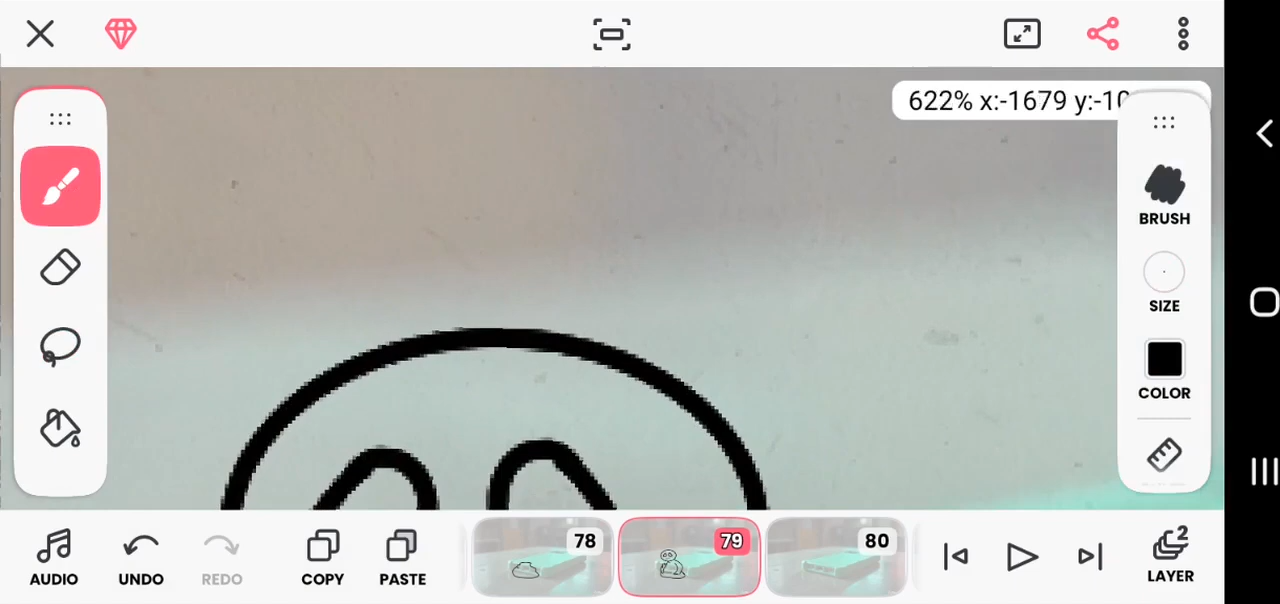 622% x:-1679 y:-10
BRUSH
SIZE
COLOR
78
79
80
AUDIO
UNDO
REDO
COPY
PASTE
2
LAYER